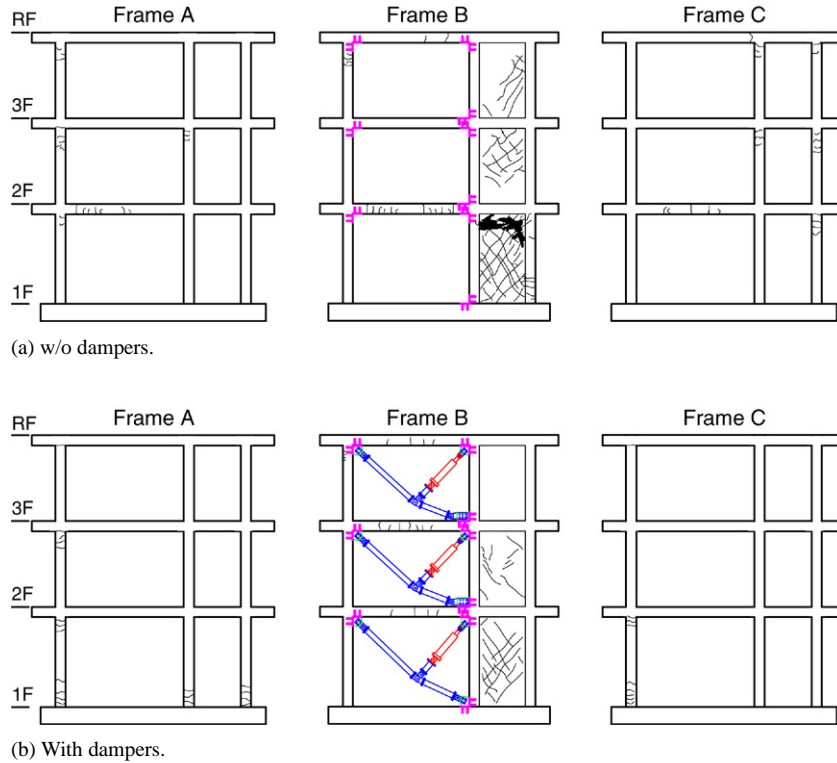 Frame A Frame B Frame C
RF
3F
2F
1F
(a) w/o dampers.
Frame A Frame B Frame C
RF
3F
2F
1F
(b) With dampers.